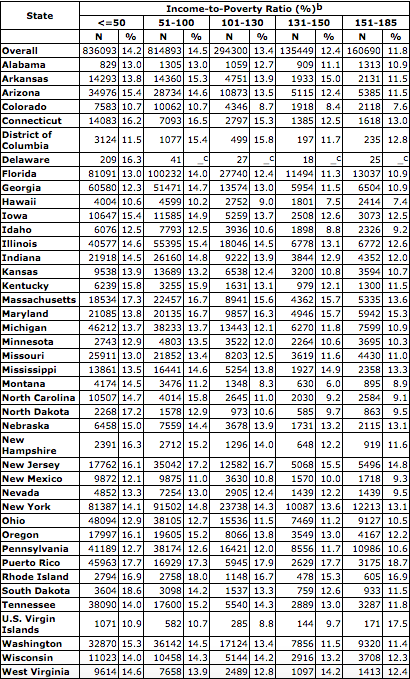 State Income-to-Poverty Ratio (%)b
<=50 51-100 101-130 131-150 151-185
N % N % N % N % N %
Overall 836093 14.2 814893 14.5 294300 13.4 135449 12.4 160690 11.8
Alabama 829 13.0 1305 13.0 2590 12.7 909 11.1 1313 10.9
Arkansas 14293 13.8 14360 15.3 4751 13.9 1933 15.0 2131 11.5
Arizona 34976 15.4 28734 14.6 10873 13.5 5115 12.4 5385 11.5
Colorado 7583 10.7 10062 10.7 4346 8.7 1918 8.4 2118 7.6
Connecticut 14083 16.2 7093 16.5 2797 15.3 1385 12.5 1618 13.0
District of
Columbia 3124 11.5 1077 15.4 499 15.8 197 11.7 235 12.8
Delaware 209 16.3 41 _c 27 _c 18 _c 25 _c
Florida 81091 13.0 100232 14.0 27740 12.4 11494 11.3 13037 10.9
Georgia 60580 12.3 51471 14.7 13574 13.0 5954 11.5 6504 10.9
Hawaii 4004 10.6 4599 10.2 2752 9.0 1801 7.5 2414 7.4
Iowa 10647 15.4 11585 14.9 5259 13.7 2508 12.6 3073 12.5
Idaho 6076 12.5 7793 12.5 3936 10.6 1898 8.8 2326 9.2
Illinois 40577 14.6 55395 15.4 18046 14.5 6778 13.1 6772 12.6
Indiana 21918 14.5 26160 14.8 9222 13.9 3844 12.9 4352 12.0
Kansas 9538 13.9 13689 13.2 6538 12.4 3200 10.8 3594 10.7
Kentucky 6239 15.8 3255 15.9 1631 13.1 979 12.1 1300 11.5
Massachusetts 18534 17.3 22457 16.7 8941 15.6 4362 15.7 5335 13.6
Maryland 21085 13.8 20135 16.7 9857 16.3 4946 15.7 5942 15.3
Michigan 46212 13.7 38233 13.7 13443 12.1 6270 11.8 7599 10.9
Minnesota 2743 12.9 4803 13.5 3522 12.0 2264 10.6 3695 10.3
Missouri 25911 13.0 21852 13.4 8203 12.5 3619 11.6 4430 11.0
Mississippi 13861 13.5 16441 14.6 5254 13.8 1927 14.9 2358 13.3
Montana 4174 14.5 3476 11.2 1348 8.3 630 6.0 895 8.9
North Carolina 10507 14.7 4014 15.8 2645 11.0 2030 9.2 2584 9.1
North Dakota 2268 17.2 1578 12.9 973 10.6 585 9.7 863 9.5
Nebraska 6458 15.0 7559 14.4 3678 13.9 1731 13.2 2115 13.1
New
Hampshire 2391 16.3 2712 15.2 1296 14.0 648 12.2 919 11.6
New Jersey 17762 16.1 35042 17.2 12582 16.7 5068 15.5 5496 14.8
New Mexico 9872 12.1 9875 11.0 3630 10.8 1570 10.0 1718 9.3
Nevada 4852 13.3 7254 13.0 2905 12.4 1439 12.2 1439 9.5
New York 81387 14.1 91502 14.8 23738 14.3 10087 13.6 12213 13.1
Ohio 48094 12.9 38105 12.7 15536 11.5 7469 11.2 9127 10.5
Oregon 17997 16.1 19605 15.2 8066 13.8 3549 13.0 4167 12.2
Pennsylvania 41189 12.7 38174 12.6 16421 12.0 8556 11.7 10986 10.6
Puerto Rico 45963 17.7 16929 17.3 5945 17.9 2629 17.7 3175 18.7
Rhode Island 2794 16.9 2758 18.0 1148 16.7 478 15.3 605 16.9
South Dakota 3604 18.6 3098 14.2 1537 13.3 759 12.6 933 11.5
Tennessee 38090 14.0 17600 15.2 5540 14.3 2889 13.0 3287 11.8
U.S. Virgin
Islands 1071 10.9 582 10.7 285 8.8 144 9.7 171 17.5
Washington 32870 15.3 36142 14.5 17124 13.4 7856 11.5 9320 11.4
Wisconsin 11023 14.0 10458 14.3 5144 14.2 2916 13.2 3708 12.3
West Virginia 9614 14.6 7658 13.9 2489 12.8 1097 14.2 1413 12.4